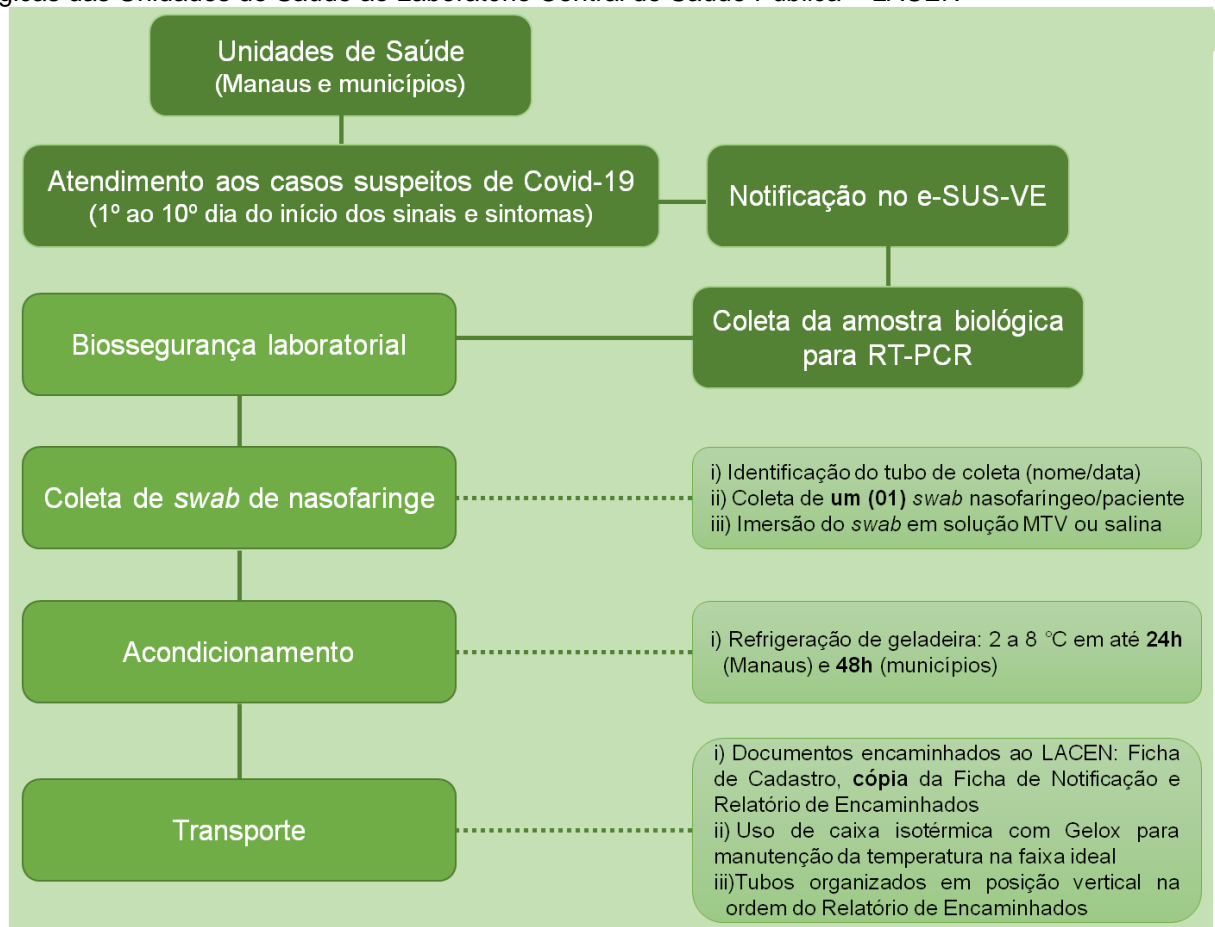 Unidades de Saúde
(Manaus e municípios)
Atendimento aos casos suspeitos de Covid-19
(1º ao 10º dia do início dos sinais e sintomas)
Notificação no e-SUS-VE
Coleta da amostra biológica
para RT-PCR
Biossegurança laboratorial
Coleta de swab de nasofaringe
i) Identificação do tubo de coleta (nome/data)
ii) Coleta de um (01) swab nasofaríngeo/paciente
iii) Imersão do swab em solução MTV ou salina
Acondicionamento
i) Refrigeração de geladeira: 2 a 8 °C em até 24h
(Manaus) e 48h (municípios)
Transporte
i) Documentos encaminhados ao LACEN: Ficha
de Cadastro, cópia da Ficha de Notificação e
Relatório de Encaminhados
ii) Uso de caixa isotérmica com Gelox para
manutenção da temperatura na faixa ideal
iii)Tubos organizados em posição vertical na
ordem do Relatório de Encaminhados